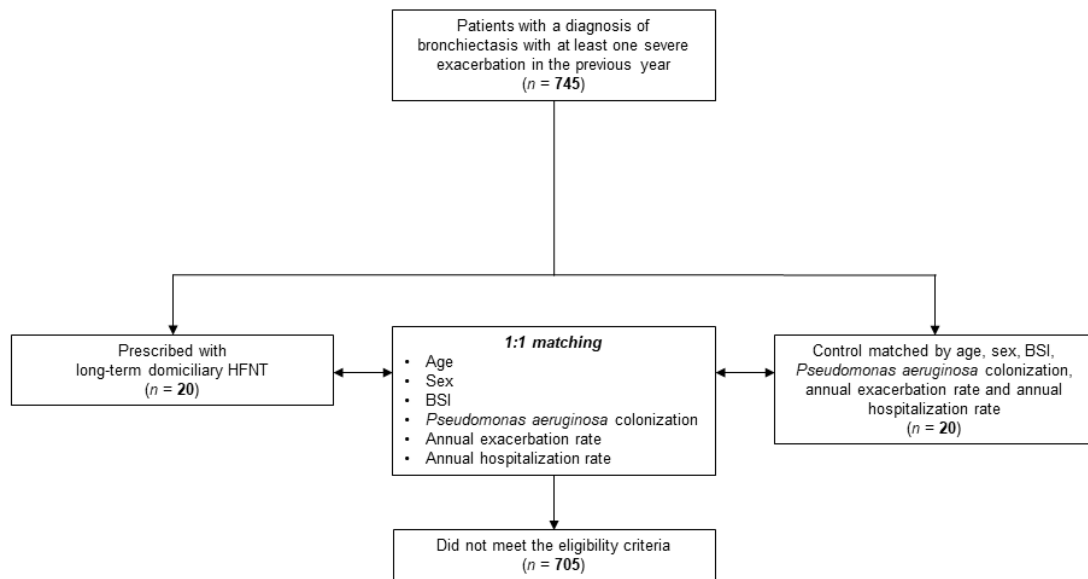 Patients with a diagnosis of
bronchiectasis with at least one severe
exacerbation in the previous year
(n = 745)
Prescribed with
long-term domiciliary HFNT
(n = 20)
1:1 matching
• Age
• Sex
• BSI
• Pseudomonas aeruginosa colonization
• Annual exacerbation rate
• Annual hospitalization rate
Control matched by age, sex, BSI,
Pseudomonas aeruginosa colonization,
annual exacerbation rate and annual
hospitalization rate
(n = 20)
Did not meet the eligibility criteria
(n = 705)